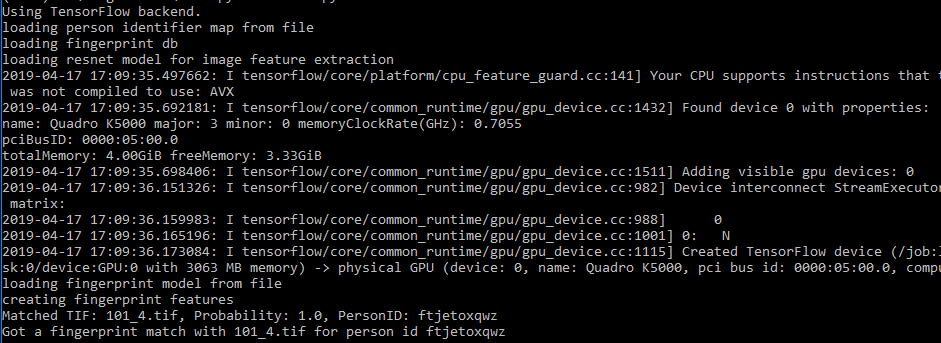 Using TensorFlow backend.
loading person identifier map from file
loading fingerprint db
loading resnet model for image feature extraction
2019-04-17 17:09:35.497662: I tensorflow/core/platform/cpu_feature_guard.cc:141] Your CPU supports instructions that
was not compiled to use: AVX
2019-04-17 17:09:35.692181: I tensorflow/core/common_runtime/gpu/gpu_device.cc:1432] Found device 0 with properties:
name: Quadro K5000 major: 3 minor: 0 memoryClockRate(GHz): 0.7055
pciBusID: 0000:05:00.0
totalMemory: 4.00GiB freeMemory: 3.33GiB
2019-04-17 17:09:35.698406: I tensorflow/core/common_runtime/gpu/gpu_device.cc:1511] Adding visible gpu devices: 0
2019-04-17 17:09:36.151326: I tensorflow/core/common_runtime/gpu/gpu_device.cc:982] Device interconnect StreamExecutor
matrix:
2019-04-17 17:09:36.159983: I tensorflow/core/common_runtime/gpu/gpu_device.cc:988]      0
2019-04-17 17:09:36.165196: I tensorflow/core/common_runtime/gpu/gpu_device.cc:1001] 0:   N
2019-04-17 17:09:36.173084: I tensorflow/core/common_runtime/gpu/gpu_device.cc:1115] Created TensorFlow device (/job:
sk:0/device:GPU:0 with 3063 MB memory) -> physical GPU (device: 0, name: Quadro K5000, pci bus id: 0000:05:00.0, compu
loading fingerprint model from file
creating fingerprint features
Matched TIF: 101_4.tif, Probability: 1.0, PersonID: ftjetoxqwz
Got a fingerprint match with 101_4.tif for person id ftjetoxqwz